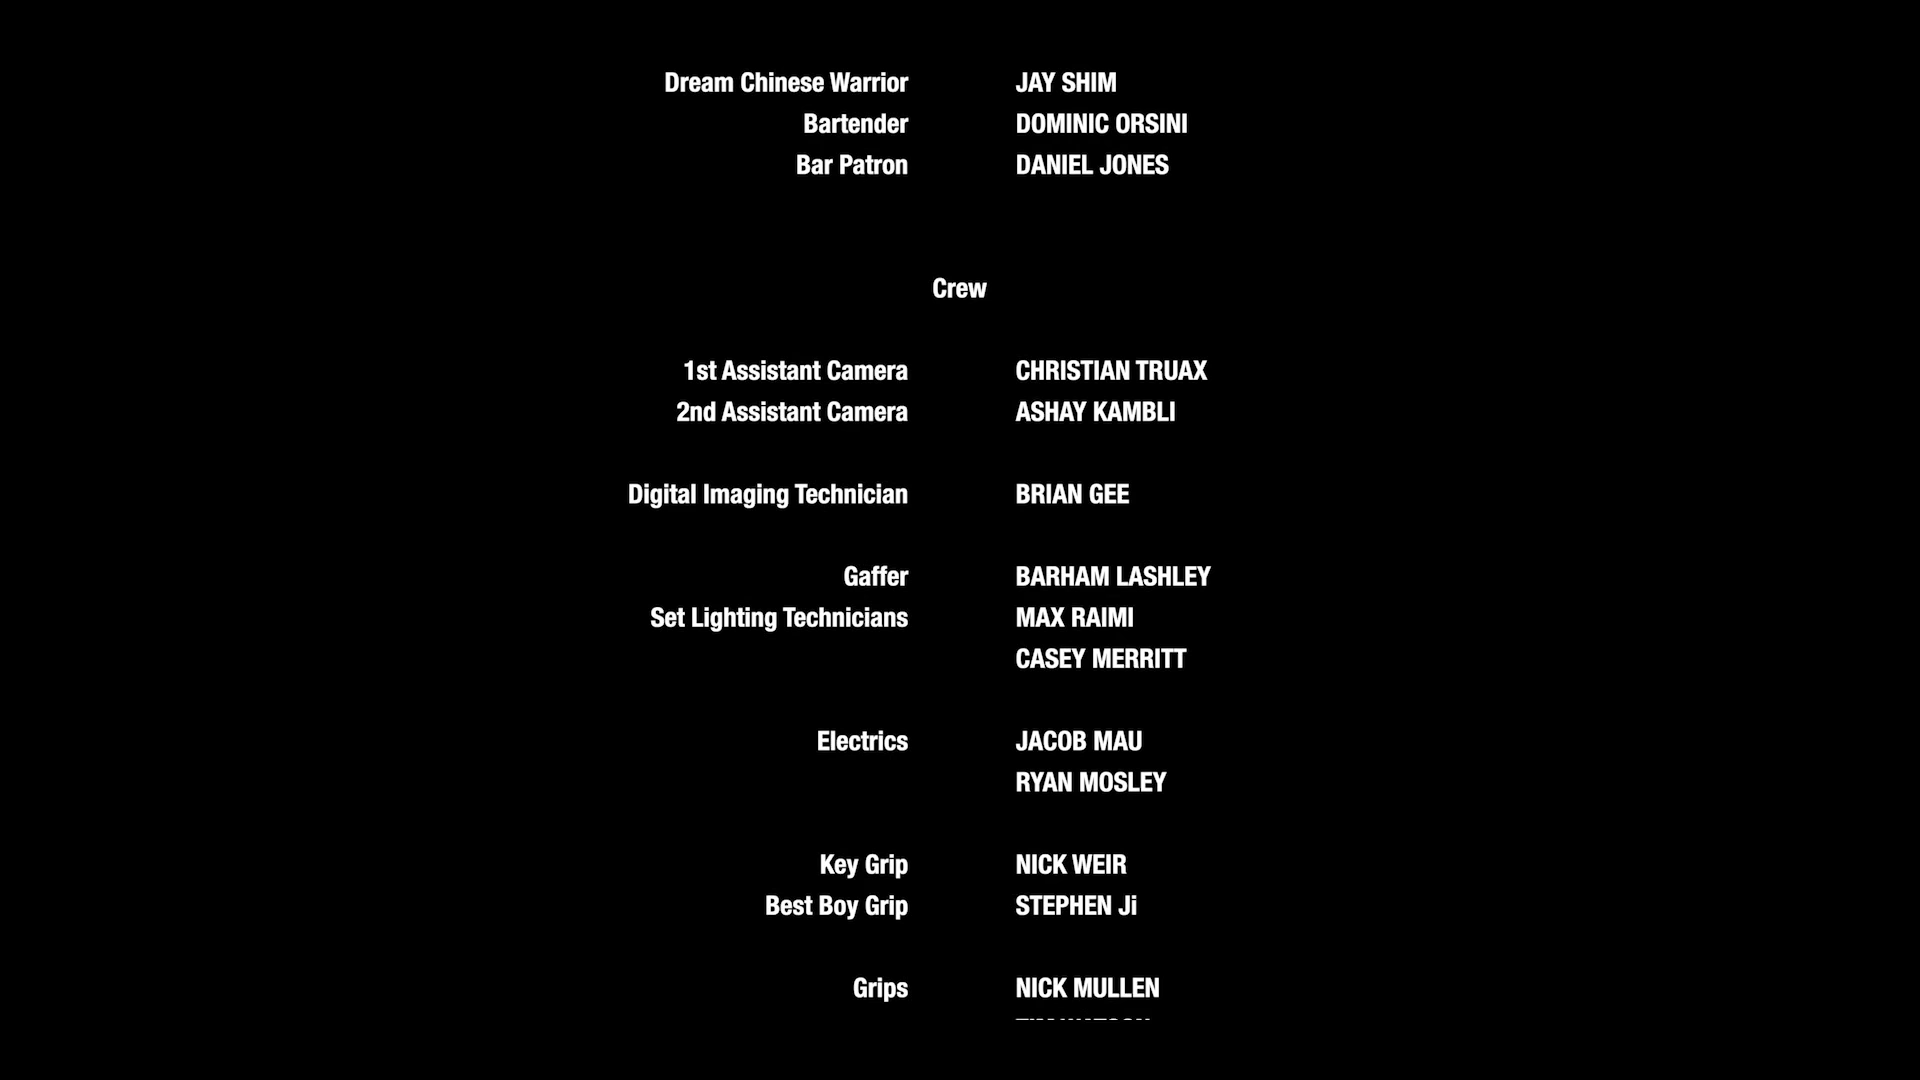 Dream Chinese Warrior JAY SHIM
Bartender DOMINIC ORSINI
Bar Patron DANIEL JONES
Crew
1st Assistant Camera CHRISTIAN TRUAX
2nd Assistant Camera ASHAY KAMBLI
Digital Imaging Technician BRIAN GEE
Gaffer BARHAM LASHLEY
Set Lighting Technicians MAX RAIMI
CASEY MERRITT
Electrics JACOB MAU
RYAN MOSLEY
Key Grip NICK WEIR
Best Boy Grip STEPHEN Ji
Grips NICK MULLEN